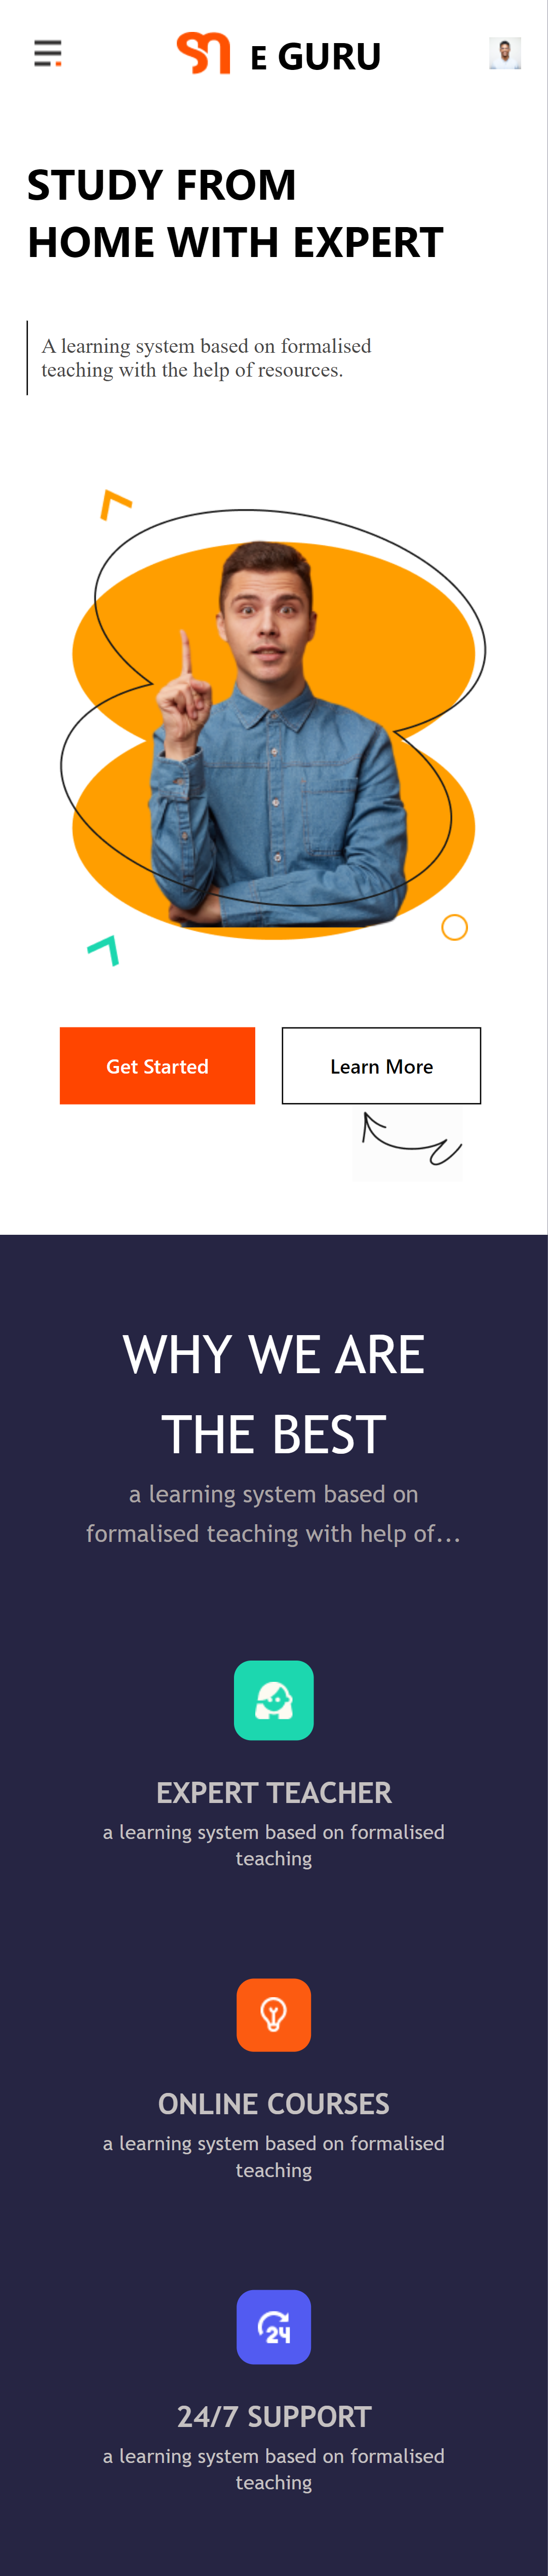 sn E GURU
STUDY FROM
HOME WITH EXPERT
A learning system based on formalised
teaching with the help of resources.
Get Started
Learn More
WHY WE ARE
THE BEST
a learning system based on
formalised teaching with help of...
EXPERT TEACHER
a learning system based on formalised
teaching
ONLINE COURSES
a learning system based on formalised
teaching
24
24/7 SUPPORT
a learning system based on formalised
teaching